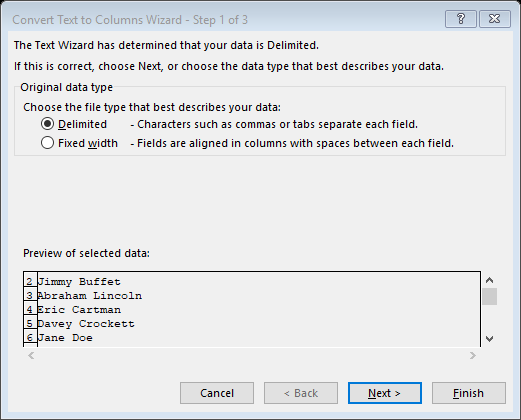 Convert Text to Columns Wizard - Step 1 of 3
?
The Text Wizard has determined that your data is Delimited.
If this is correct, choose Next, or choose the data type that best describes your data.
Original data type
Choose the file type that best describes your data:
Delimited - Characters such as commas or tabs separate each field.
Fixed width - Fields are aligned in columns with spaces between each field.
Preview of selected data:
2 Jimmy Buffet
3 Abraham Lincoln
4 Eric Cartman
5 Davey Crockett
6 Jane Doe
Cancel < Back Next > Finish